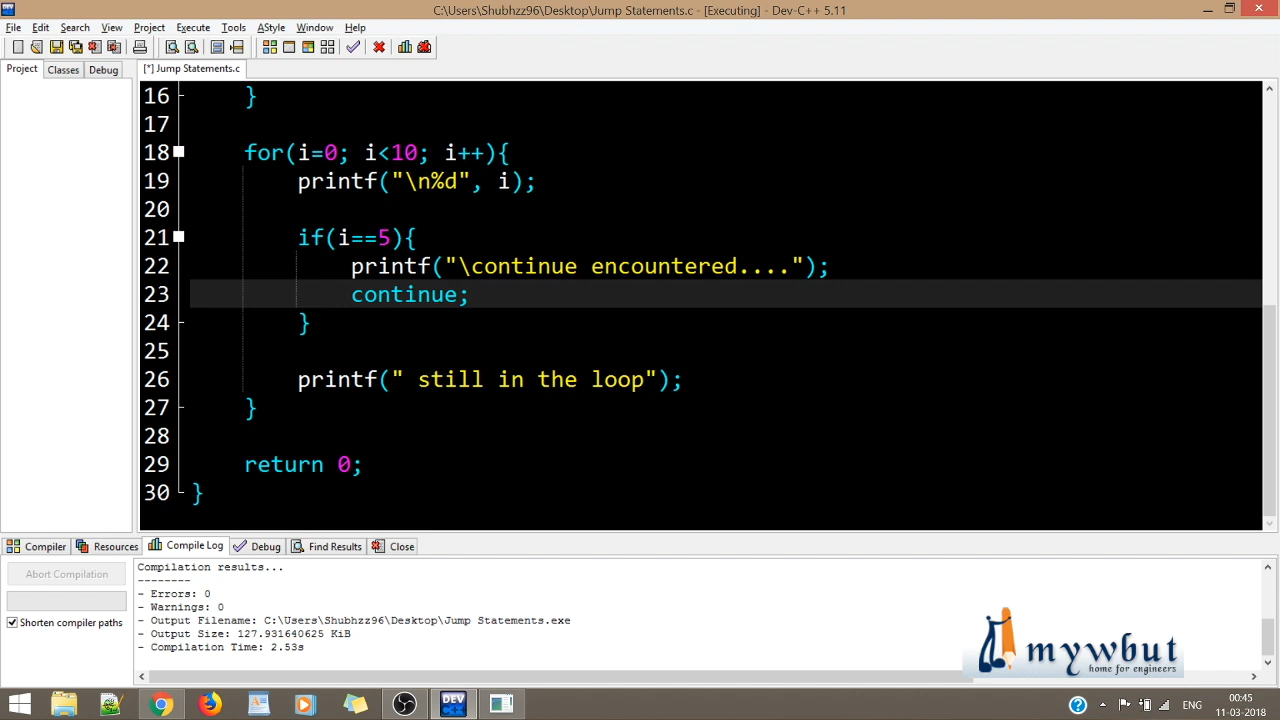 C:\Users\Shubhzz96\Desktop\Jump Statements.c - [Executing] - Dev-C++ 5.11
File Edit Search View Project Execute Tools AStyle Window Help
Project Classes Debug [*] Jump Statements.c
16 }
17
18 for(i=0; i<10; i++){
19 printf("\n%d", i);
20
21 if(i==5){
22 printf("\continue encountered....");
23 continue;
24 }
25
26 printf(" still in the loop");
27 }
28
29 return 0;
30 }
Compiler Resources Compile Log Debug Find Results Close
Abort Compilation
Shorten compiler paths
Compilation results...
--------
- Errors: 0
- Warnings: 0
- Output Filename: C:\Users\Shubhzz96\Desktop\Jump Statements.exe
- Output Size: 127.931640625 KiB
- Compilation Time: 2.53s
mywbut
home for engineers
DEV C++
ENG
00:45
11-03-2018